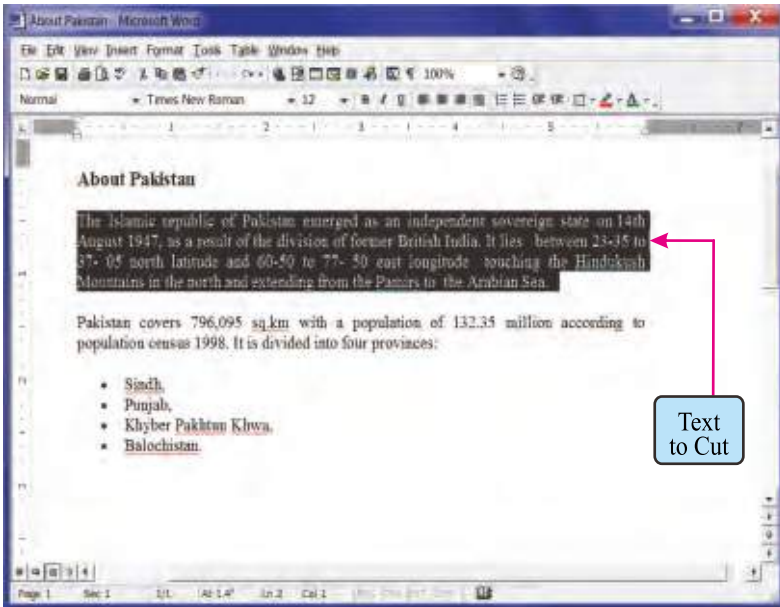 About Pakistan - Microsoft Word
File Edit View Insert Format Tools Table Window Help
100%
Normal Times New Roman 12 B I U
1 2 3 4 5 7
About Pakistan
The Islamic republic of Pakistan emerged as an independent sovereign state on 14th
August 1947, as a result of the division of former British India. It lies between 23-35 to
37- 05 north latitude and 60-50 to 77- 50 east longitude touching the Hindukush
Mountains in the north and extending from the Pamirs to the Arabian Sea.
Pakistan covers 796,095 sq.km with a population of 132.35 million according to
population census 1998. It is divided into four provinces:
• Sindh,
• Punjab,
• Khyber Pakhtun Khwa,
• Balochistan.
Text
to Cut
Page 1 Sec 1 1/1 At 1.4" Ln 2 Col 1